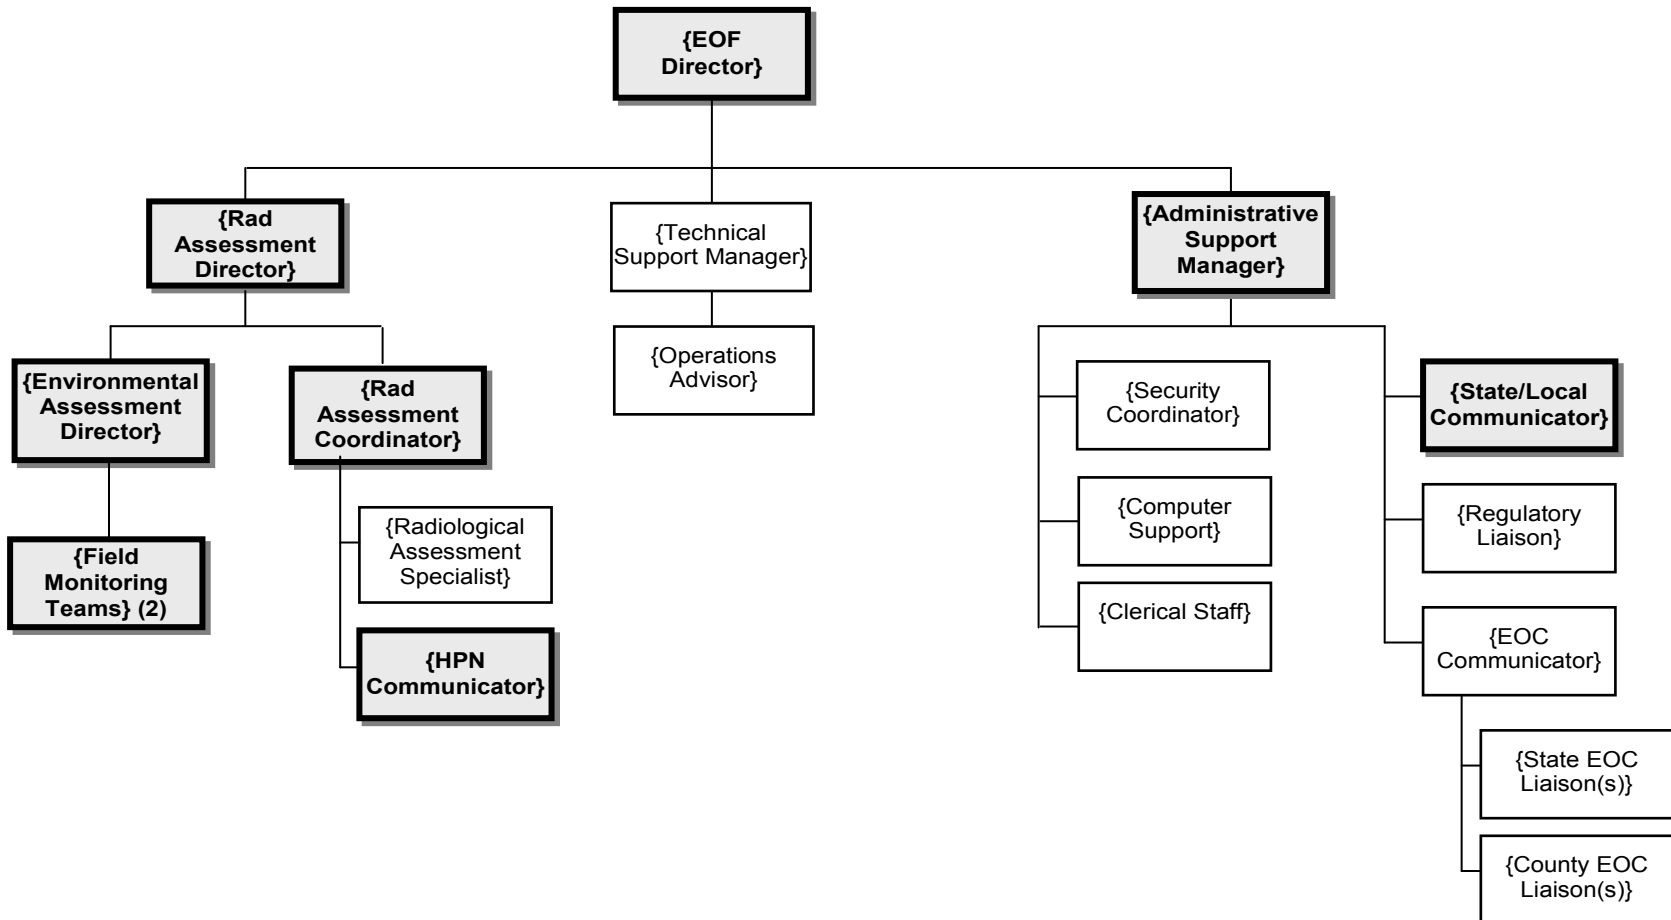 {EOF
Director}
{Rad
Assessment
Director}
{Technical
Support Manager}
{Administrative
Support
Manager}
{Environmental
Assessment
Director}
{Rad
Assessment
Coordinator}
{Operations
Advisor}
{Security
Coordinator}
{State/Local
Communicator}
{Field
Monitoring
Teams} (2)
{Radiological
Assessment
Specialist}
{Computer
Support}
{Regulatory
Liaison}
{HPN
Communicator}
{Clerical Staff}
{EOC
Communicator}
{State EOC
Liaison(s)}
{County EOC
Liaison(s)}